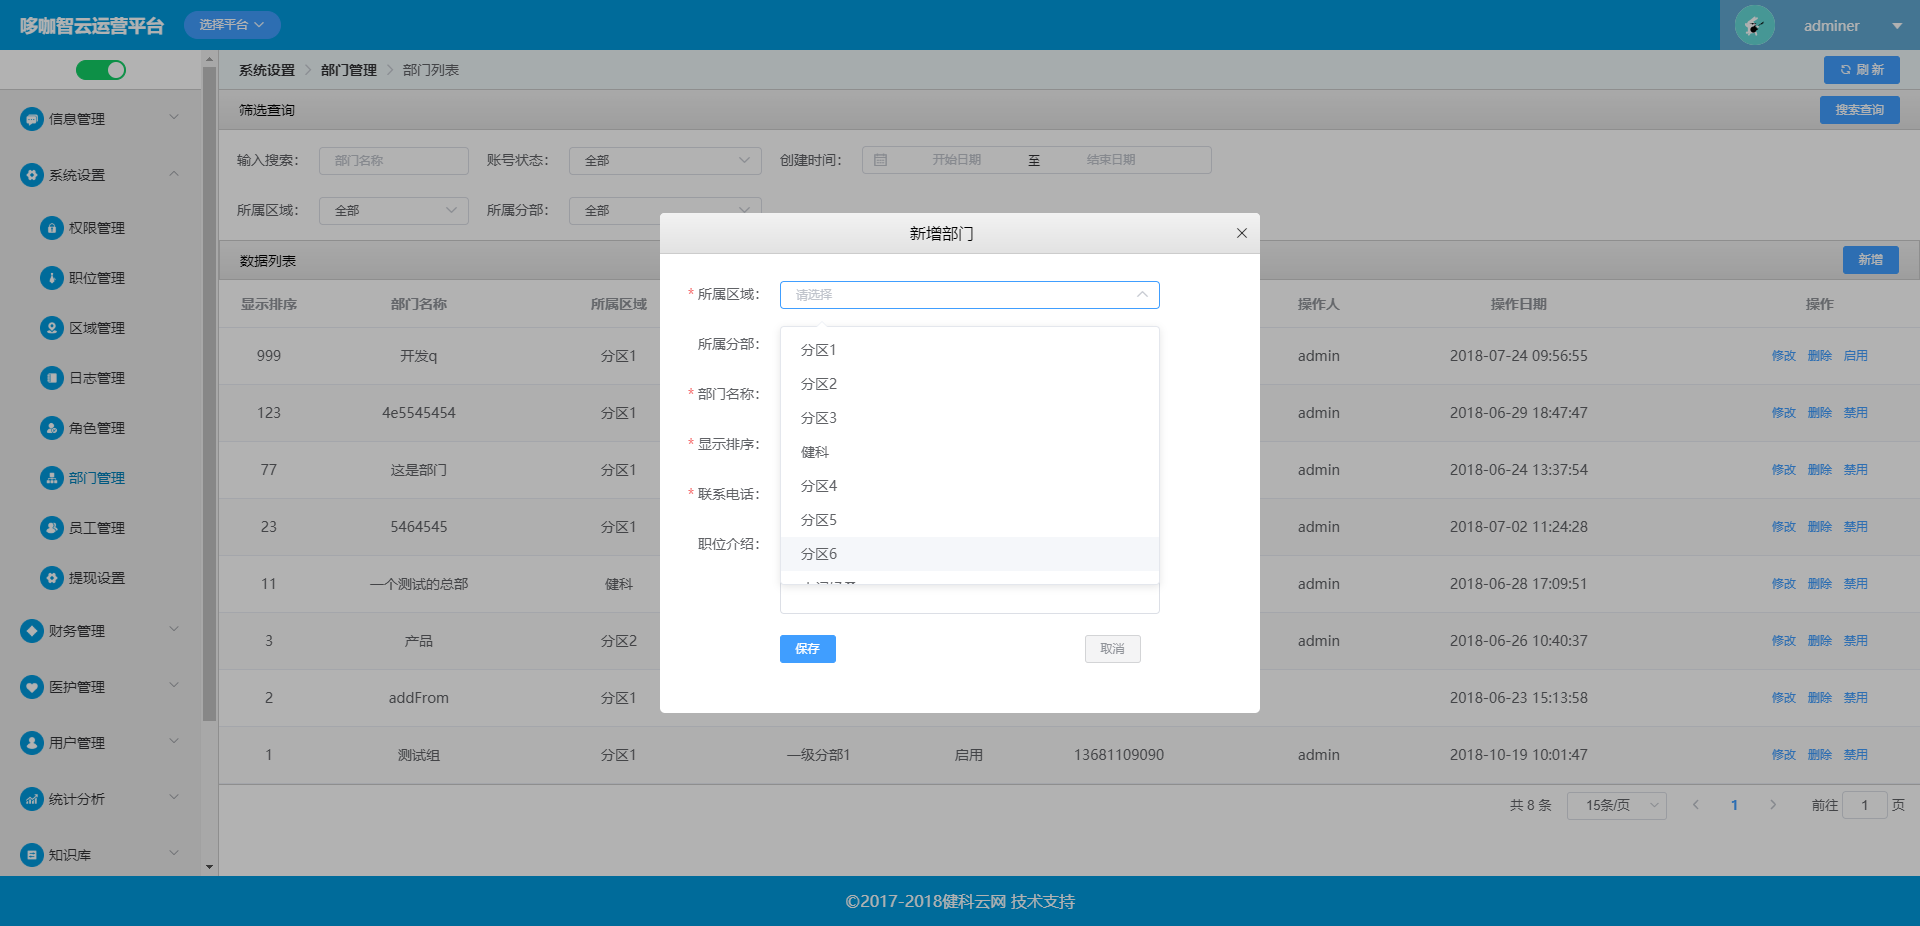 哆咖智云运营平台 选择平台 adminer
系统设置 部门管理 部门列表 刷新
筛选查询 搜索查询
输入搜索： 部门名称 账号状态： 全部 创建时间： 开始日期 至 结束日期
所属区域： 全部 所属分部： 全部
信息管理
系统设置
权限管理
职位管理
区域管理
日志管理
角色管理
部门管理
员工管理
提现设置
财务管理
医护管理
用户管理
统计分析
知识库
数据列表 新增
显示排序 部门名称 所属区域 操作人 操作日期 操作
999 开发q 分区1 admin 2018-07-24 09:56:55 修改 删除 启用
123 4e5545454 分区1 admin 2018-06-29 18:47:47 修改 删除 禁用
77 这是部门 分区1 admin 2018-06-24 13:37:54 修改 删除 禁用
23 5464545 分区1 admin 2018-07-02 11:24:28 修改 删除 禁用
11 一个测试的总部 健科 admin 2018-06-28 17:09:51 修改 删除 禁用
3 产品 分区2 admin 2018-06-26 10:40:37 修改 删除 禁用
2 addFrom 分区1 2018-06-23 15:13:58 修改 删除 禁用
1 测试组 分区1 一级分部1 启用 13681109090 admin 2018-10-19 10:01:47 修改 删除 禁用
共 8 条 15条/页 1 前往 1 页
新增部门
* 所属区域： 请选择
所属分部：
* 部门名称：
* 显示排序：
* 联系电话：
职位介绍：
分区1
分区2
分区3
健科
分区4
分区5
分区6
保存 取消
©2017-2018健科云网 技术支持